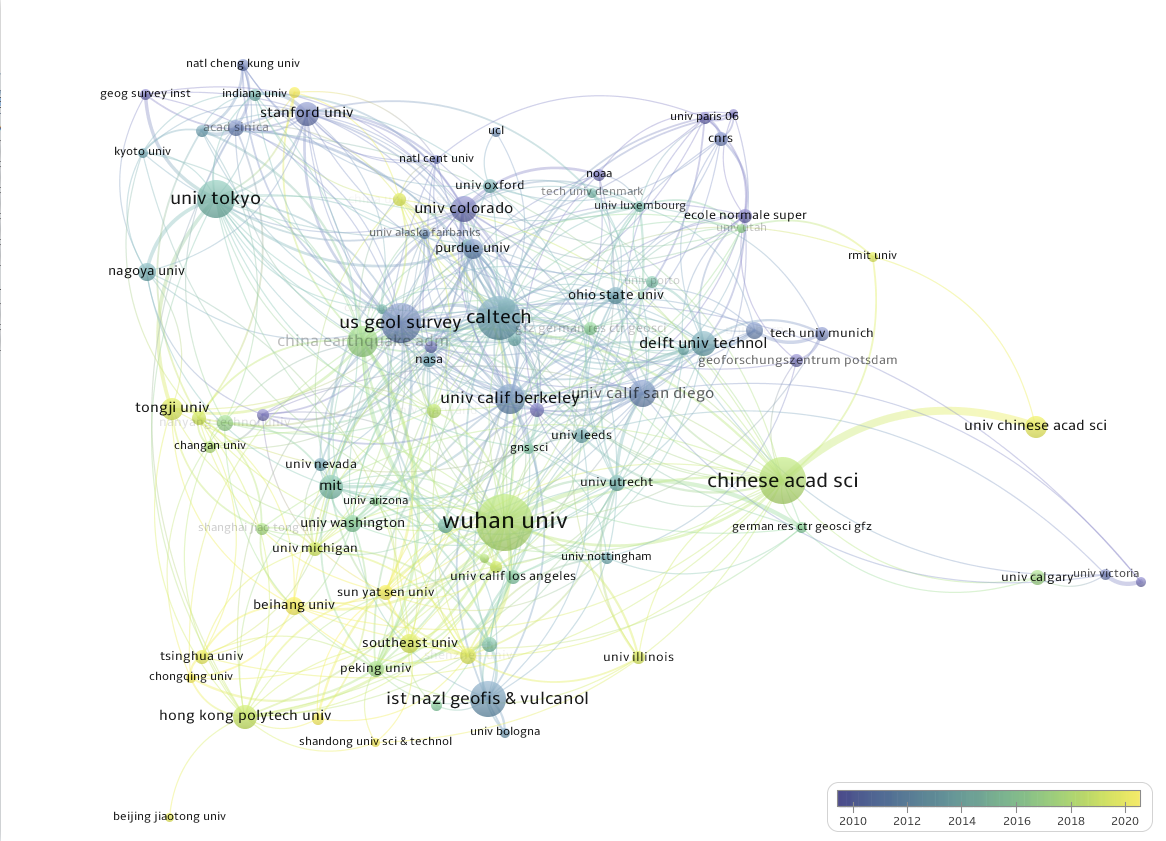 natl cheng kung univ
geog survey inst
indiana univ
stanford univ
univ paris 06
acad sinica
ucl
cnrs
kyoto univ
natl cent univ
noaa
univ oxford
tech univ denmark
univ tokyo
univ colorado
univ luxembourg
ecole normale super
univ utah
univ alaska fairbanks
purdue univ
rmit univ
nagoya univ
univ porto
ohio state univ
us geol survey
caltech
gfz german res ctr geosci
tech univ munich
china earthquake adm
delft univ technol
nasa
geoforschungszentrum potsdam
univ calif berkeley
univ calif san diego
tongji univ
nanyang technol univ
univ chinese acad sci
univ leeds
changan univ
gns sci
univ nevada
mit
univ utrecht
chinese acad sci
univ arizona
shanghai jiao tong univ
univ washington
wuhan univ
german res ctr geosci gfz
univ michigan
univ nottingham
univ calif los angeles
univ calgary
univ victoria
sun yat sen univ
beihang univ
southeast univ
tsinghua univ
univ illinois
peking univ
chongqing univ
ist nazl geofis & vulcanol
hong kong polytech univ
univ bologna
shandong univ sci & technol
beijing jiaotong univ
2010 2012 2014 2016 2018 2020